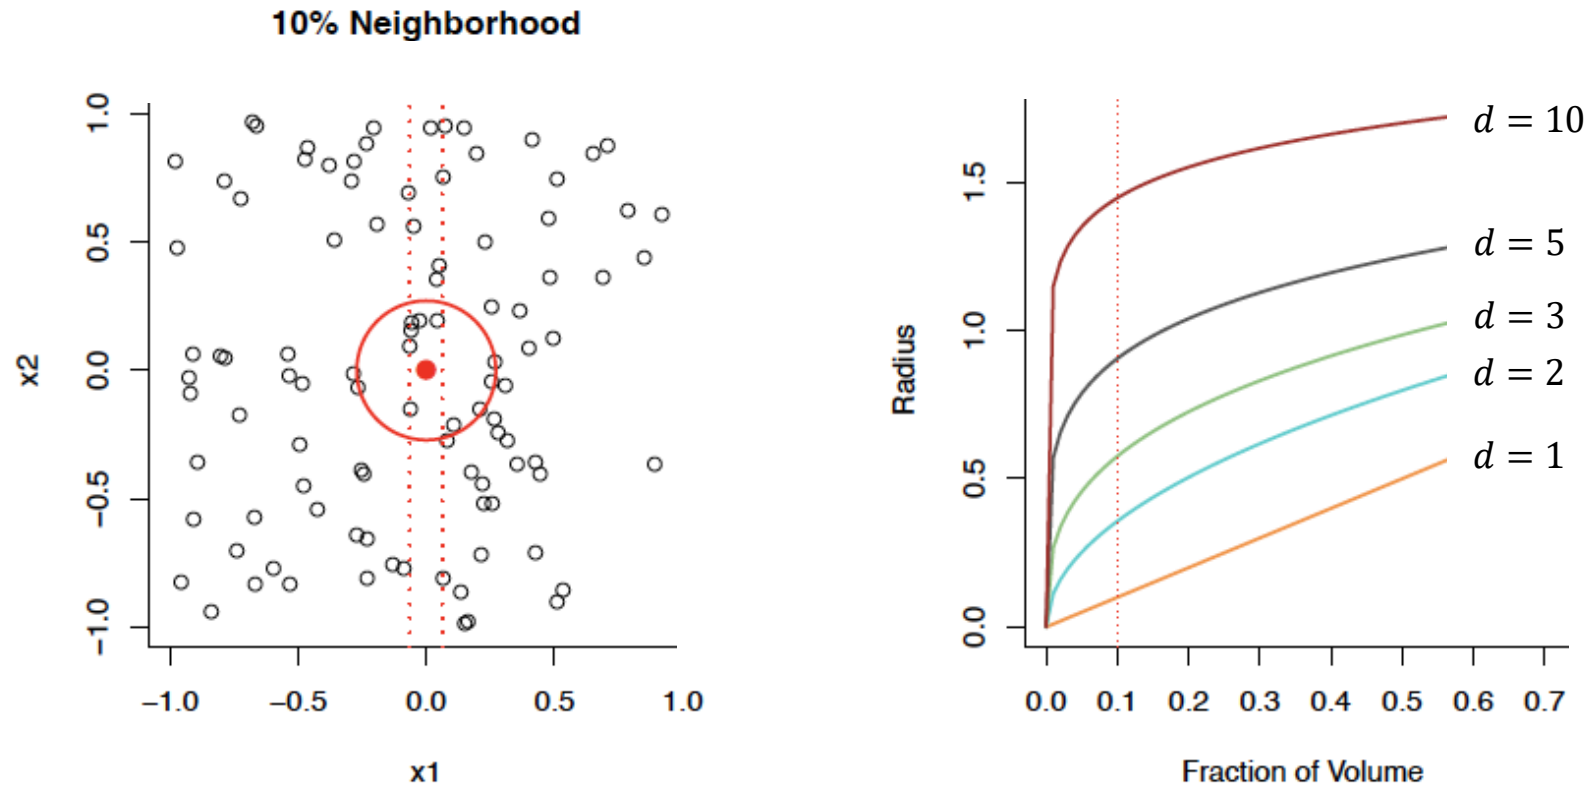 10% Neighborhood
1.0
0.5
0.0
−0.5
−1.0
x2
−1.0 −0.5 0.0 0.5 1.0
x1
1.5
1.0
0.5
0.0
Radius
d = 10
d = 5
d = 3
d = 2
d = 1
0.0 0.1 0.2 0.3 0.4 0.5 0.6 0.7
Fraction of Volume